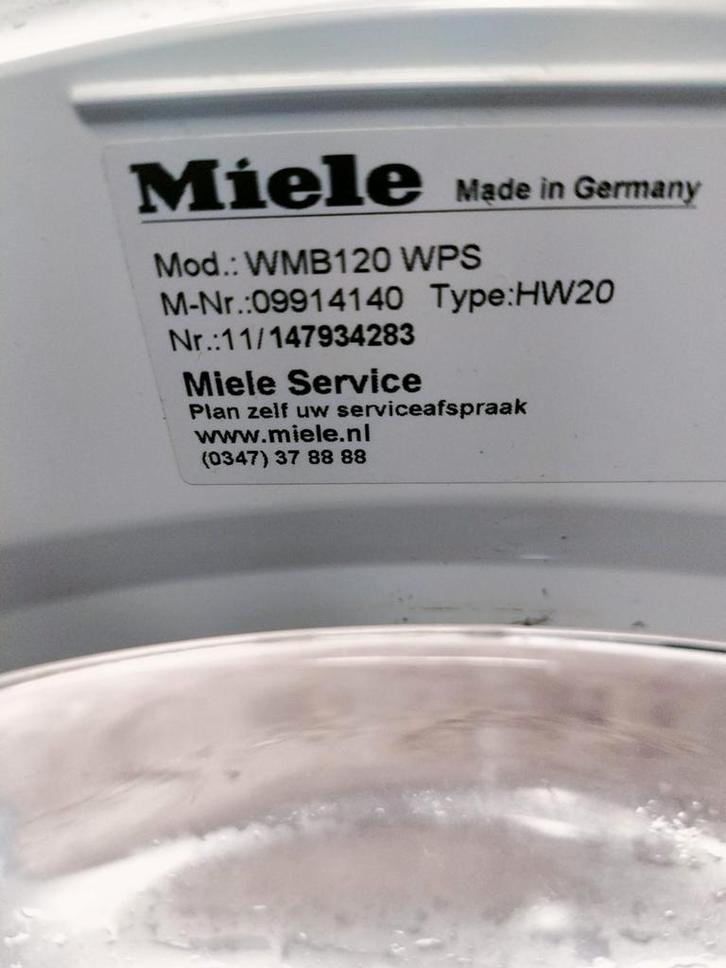 Miele Made in Germany
Mod.: WMB120 WPS
M-Nr.:09914140 Type:HW20
Nr.:11/147934283
Miele Service
Plan zelf uw serviceafspraak
www.miele.nl
(0347) 37 88 88